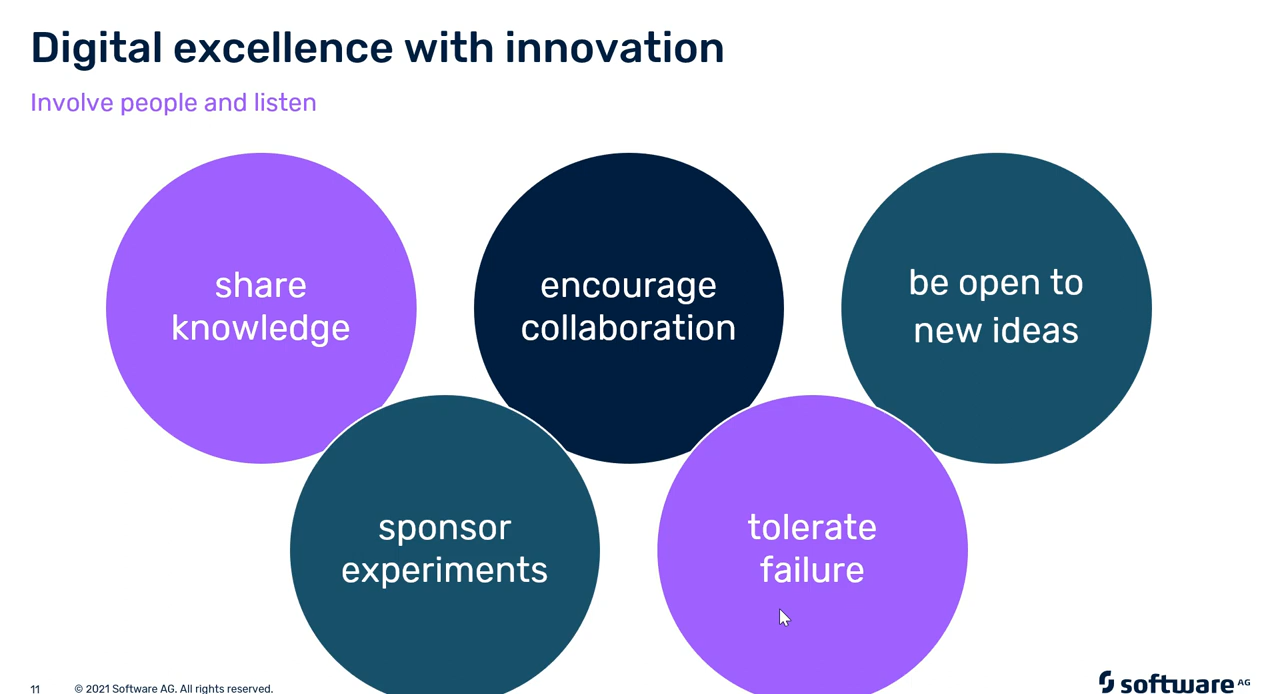 Digital excellence with innovation
Involve people and listen
share
knowledge
encourage
collaboration
be open to
new ideas
sponsor
experiments
tolerate
failure
11
© 2021 Software AG. All rights reserved.
software AG